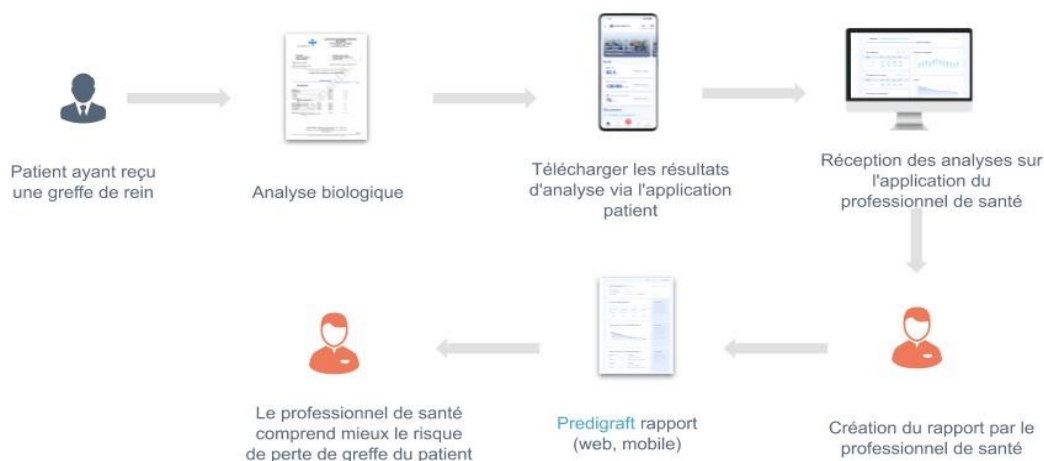 Patient ayant reçu
une greffe de rein
Analyse biologique
Télécharger les résultats
d'analyse via l'application
patient
Réception des analyses sur
l'application du
professionnel de santé
Le professionnel de santé
comprend mieux le risque
de perte de greffe du patient
Predigraft rapport
(web, mobile)
Création du rapport par le
professionnel de santé